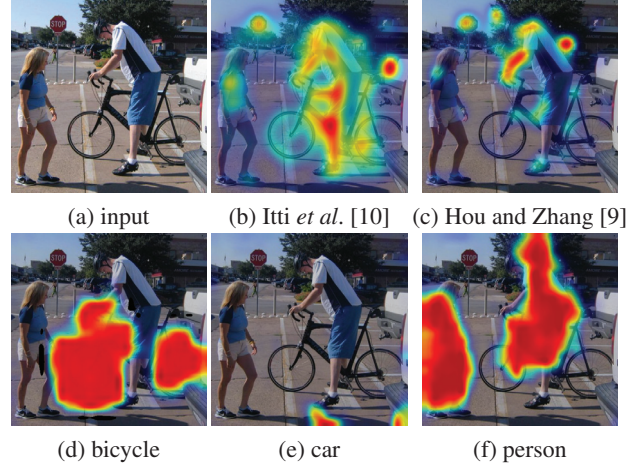 STOP
(a) input
(b) Itti et al. [10]
(c) Hou and Zhang [9]
STOP
STOP
STOP
(d) bicycle
(e) car
(f) person